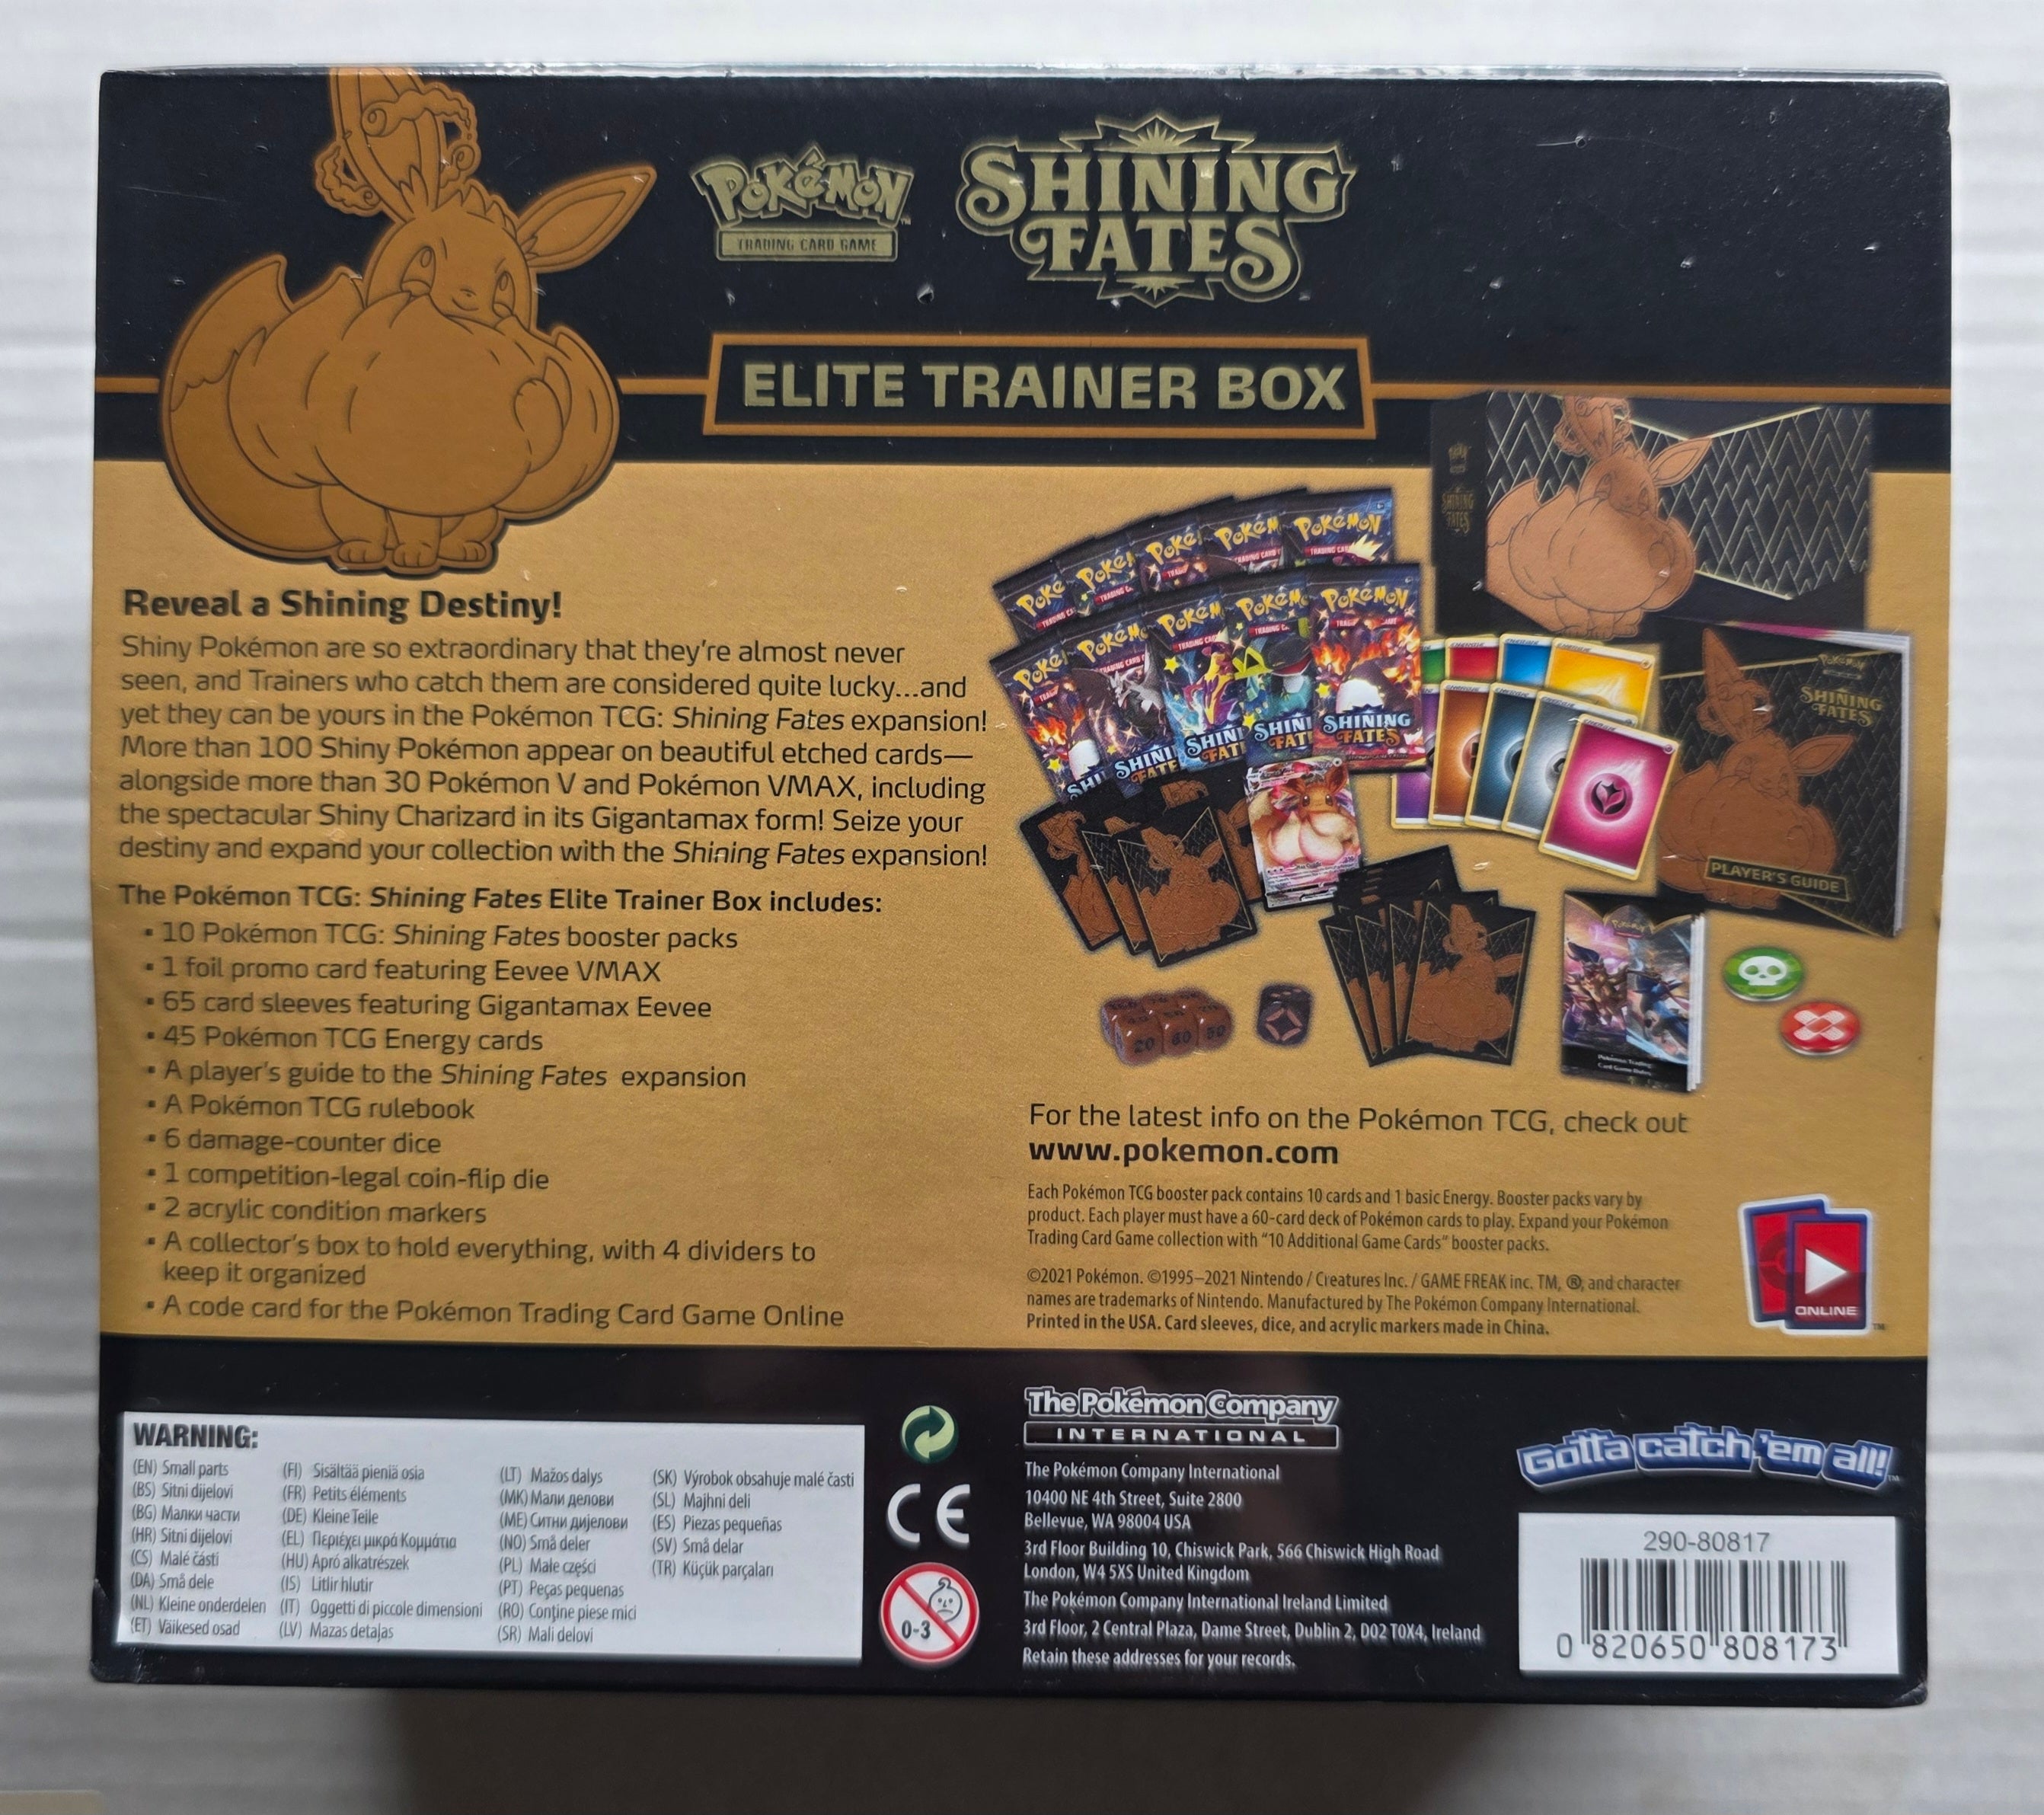 Pokémon
TRADING CARD GAME
SHINING
FATES
ELITE TRAINER BOX
Reveal a Shining Destiny!
Shiny Pokémon are so extraordinary that they're almost never
seen, and Trainers who catch them are considered quite lucky...and
yet they can be yours in the Pokémon TCG: Shining Fates expansion!
More than 100 Shiny Pokémon appear on beautiful etched cards—
alongside more than 30 Pokémon V and Pokémon VMAX, including
the spectacular Shiny Charizard in its Gigantamax form! Seize your
destiny and expand your collection with the Shining Fates expansion!
The Pokémon TCG: Shining Fates Elite Trainer Box includes:
▪ 10 Pokémon TCG: Shining Fates booster packs
▪ 1 foil promo card featuring Eevee VMAX
▪ 65 card sleeves featuring Gigantamax Eevee
▪ 45 Pokémon TCG Energy cards
▪ A player's guide to the Shining Fates expansion
▪ A Pokémon TCG rulebook
▪ 6 damage-counter dice
▪ 1 competition-legal coin-flip die
▪ 2 acrylic condition markers
▪ A collector's box to hold everything, with 4 dividers to
keep it organized
▪ A code card for the Pokémon Trading Card Game Online
SHINING
FATES
Pokémon
Pokémon
SHINING
FATES
Pokémon
SHINING
FATES
PLAYER'S GUIDE
Pokémon Trading
Card Game Rules
20 60 50
For the latest info on the Pokémon TCG, check out
www.pokemon.com
Each Pokémon TCG booster pack contains 10 cards and 1 basic Energy. Booster packs vary by
product. Each player must have a 60-card deck of Pokémon cards to play. Expand your Pokémon
Trading Card Game collection with "10 Additional Game Cards" booster packs.
©2021 Pokémon. ©1995–2021 Nintendo / Creatures Inc. / GAME FREAK inc. TM, ®, and character
names are trademarks of Nintendo. Manufactured by The Pokémon Company International.
Printed in the USA. Card sleeves, dice, and acrylic markers made in China.
ONLINE
TM
WARNING:
(EN) Small parts
(BS) Sitni dijelovi
(BG) Малки части
(HR) Sitni dijelovi
(CS) Malé části
(DA) Små dele
(NL) Kleine onderdelen
(ET) Väikesed osad
(FI) Sisältää pieniä osia
(FR) Petits éléments
(DE) Kleine Teile
(EL) Περιέχει μικρά Κομμάτια
(HU) Apró alkatrészek
(IS) Litlir hlutir
(IT) Oggetti di piccole dimensioni
(LV) Mazas detaļas
(LT) Mažos dalys
(MK) Мали делови
(ME) Ситни дијелови
(NO) Små deler
(PL) Małe części
(PT) Peças pequenas
(RO) Conţine piese mici
(SR) Mali delovi
(SK) Výrobok obsahuje malé časti
(SL) Majhni deli
(ES) Piezas pequeñas
(SV) Små delar
(TR) Küçük parçaları
CE
0-3
The Pokémon Company
INTERNATIONAL
The Pokémon Company International
10400 NE 4th Street, Suite 2800
Bellevue, WA 98004 USA
3rd Floor Building 10, Chiswick Park, 566 Chiswick High Road
London, W4 5XS United Kingdom
The Pokémon Company International Ireland Limited
3rd Floor, 2 Central Plaza, Dame Street, Dublin 2, D02 T0X4, Ireland
Retain these addresses for your records.
Gotta catch 'em all!
290-80817
0 820650 808173